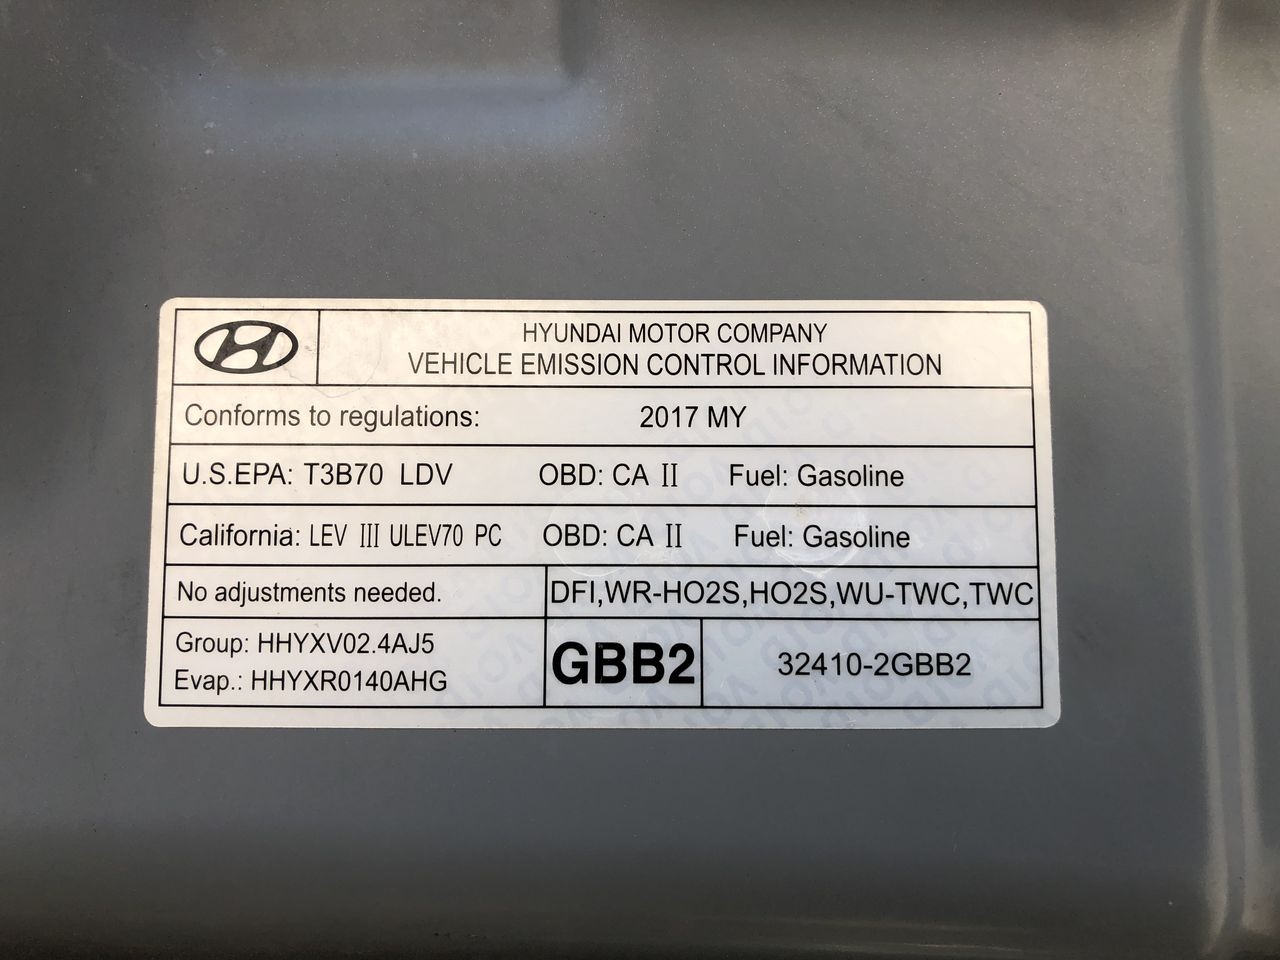 HYUNDAI MOTOR COMPANY
VEHICLE EMISSION CONTROL INFORMATION
Conforms to regulations: 2017 MY
U.S.EPA: T3B70 LDV OBD: CA II Fuel: Gasoline
California: LEV III ULEV70 PC OBD: CA II Fuel: Gasoline
No adjustments needed. DFI,WR-HO2S,HO2S,WU-TWC,TWC
Group: HHYXV02.4AJ5
Evap.: HHYXR0140AHG
GBB2
32410-2GBB2